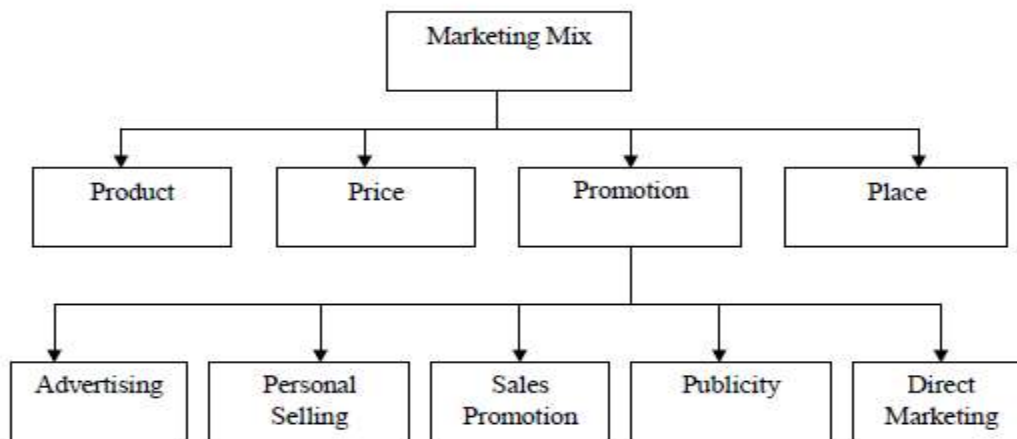 Marketing Mix
Product
Price
Promotion
Place
Advertising
Personal
Selling
Sales
Promotion
Publicity
Direct
Marketing